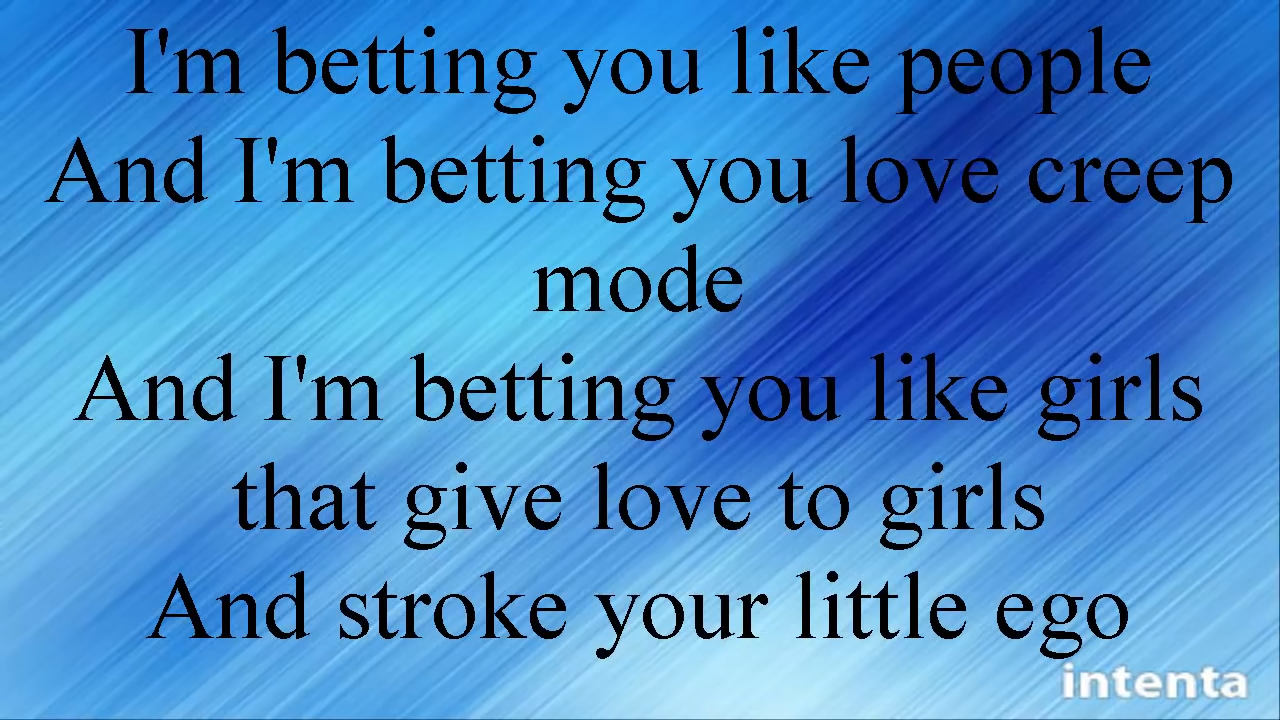 I'm betting you like people
And I'm betting you love creep
mode
And I'm betting you like girls
that give love to girls
And stroke your little ego
intenta